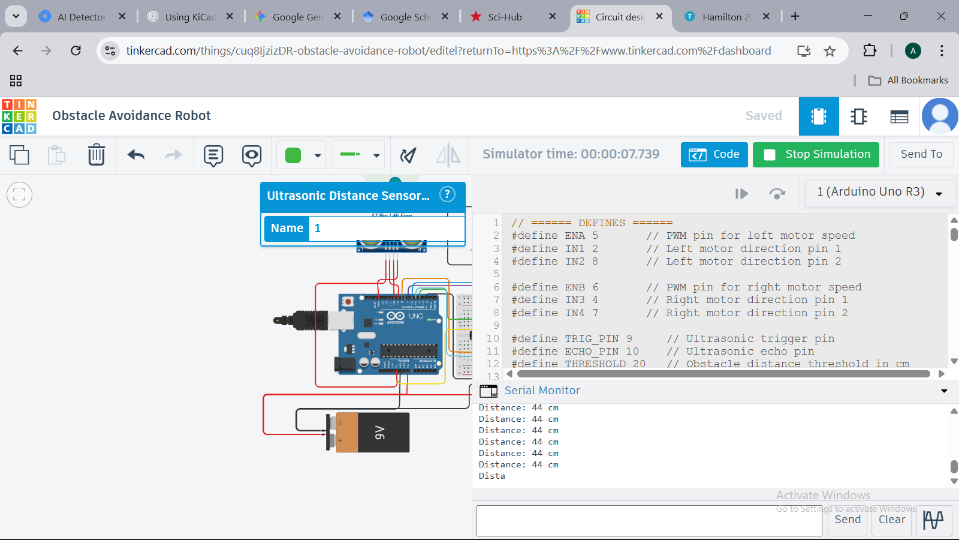 AI Detector
Using KiCad
Google Gem
Google Scho
Sci-Hub
Circuit desig
Hamilton 20
tinkercad.com/things/cuq8IjzizDR-obstacle-avoidance-robot/editel?returnTo=https%3A%2F%2Fwww.tinkercad.com%2Fdashboard
A
All Bookmarks
TIN
KER
CAD
Obstacle Avoidance Robot
Saved
Simulator time: 00:00:07.739
Code
Stop Simulation
Send To
Ultrasonic Distance Sensor...
?
Name 1
UNO
ARDUINO
9V
1 (Arduino Uno R3)
1 // ====== DEFINES ======
2 #define ENA 5 // PWM pin for left motor speed
3 #define IN1 2 // Left motor direction pin 1
4 #define IN2 8 // Left motor direction pin 2
5
6 #define ENB 6 // PWM pin for right motor speed
7 #define IN3 4 // Right motor direction pin 1
8 #define IN4 7 // Right motor direction pin 2
9
10 #define TRIG_PIN 9 // Ultrasonic trigger pin
11 #define ECHO_PIN 10 // Ultrasonic echo pin
12 #define THRESHOLD 20 // Obstacle distance threshold in cm
13
Serial Monitor
Distance: 44 cm
Distance: 44 cm
Distance: 44 cm
Distance: 44 cm
Distance: 44 cm
Distance: 44 cm
Dista
Activate Windows
Go to Settings to activate Windows.
Send
Clear